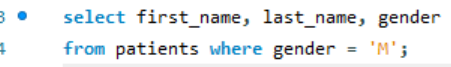 3 select first_name, last_name, gender
4 from patients where gender = 'M';